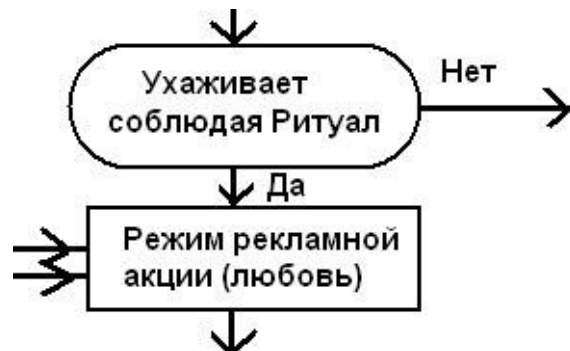 Ухаживает
соблюдая Ритуал
Нет
Да
Режим рекламной
акции (любовь)